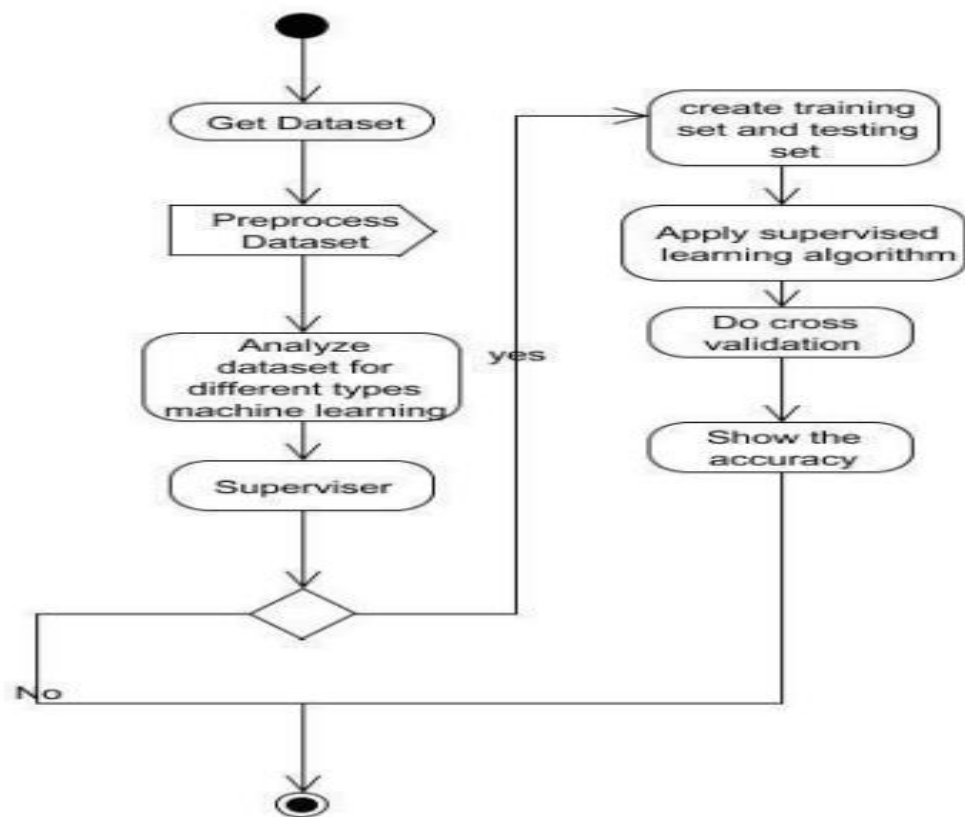 Get Dataset
Preprocess
Dataset
Analyze
dataset for
different types
machine learning
Superviser
No
yes
create training
set and testing
set
Apply supervised
learning algorithm
Do cross
validation
Show the
accuracy